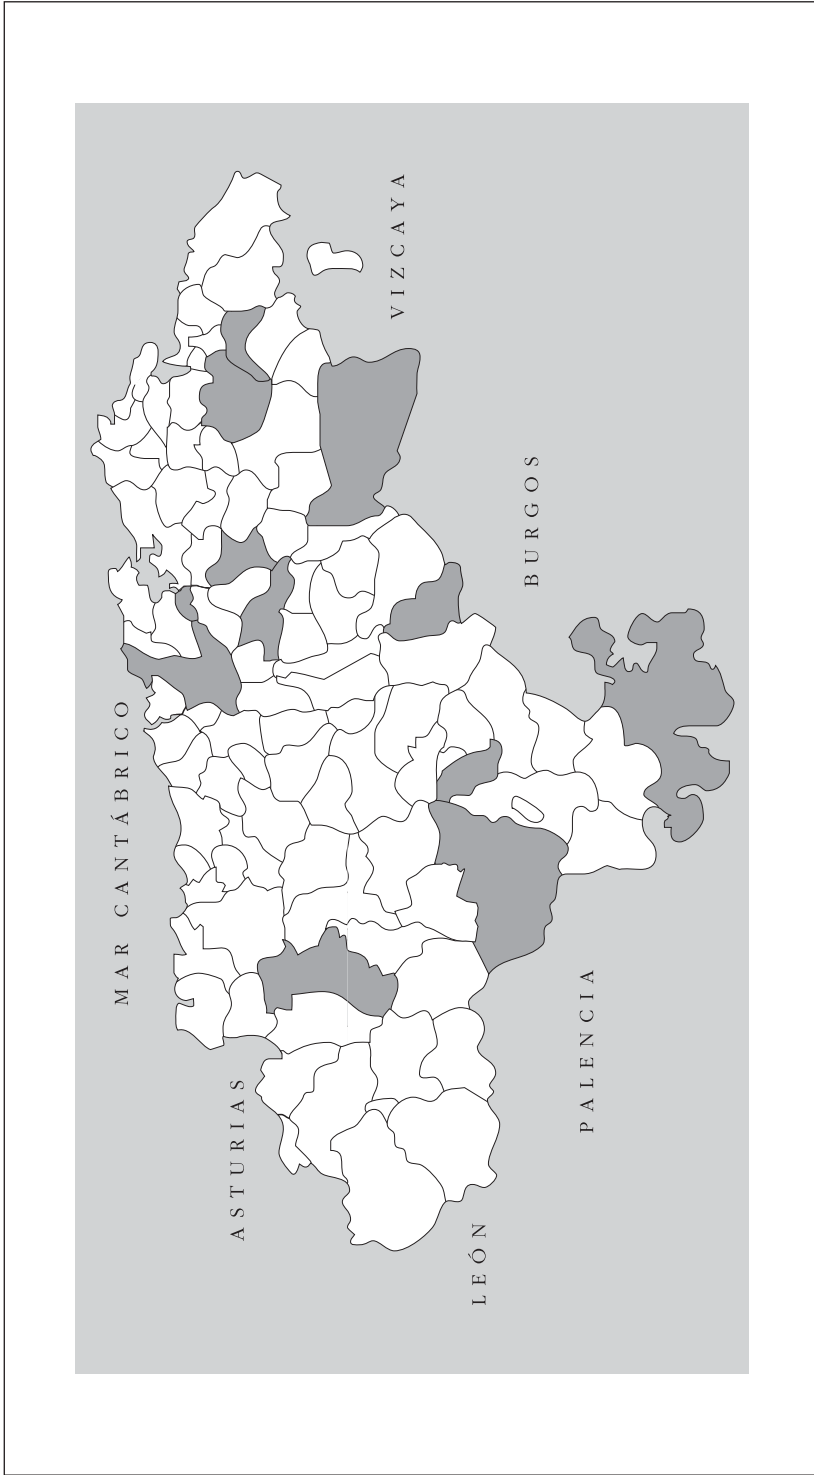 MAR CANTÁBRICO
VIZCAYA
ASTURIAS
BURGOS
LEÓN
PALENCIA